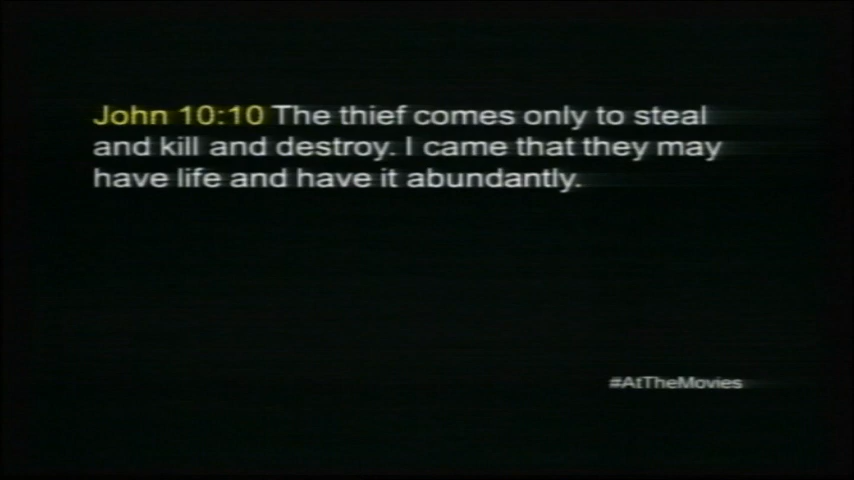 John 10:10 The thief comes only to steal
and kill and destroy. I came that they may
have life and have it abundantly.
#AtTheMovies